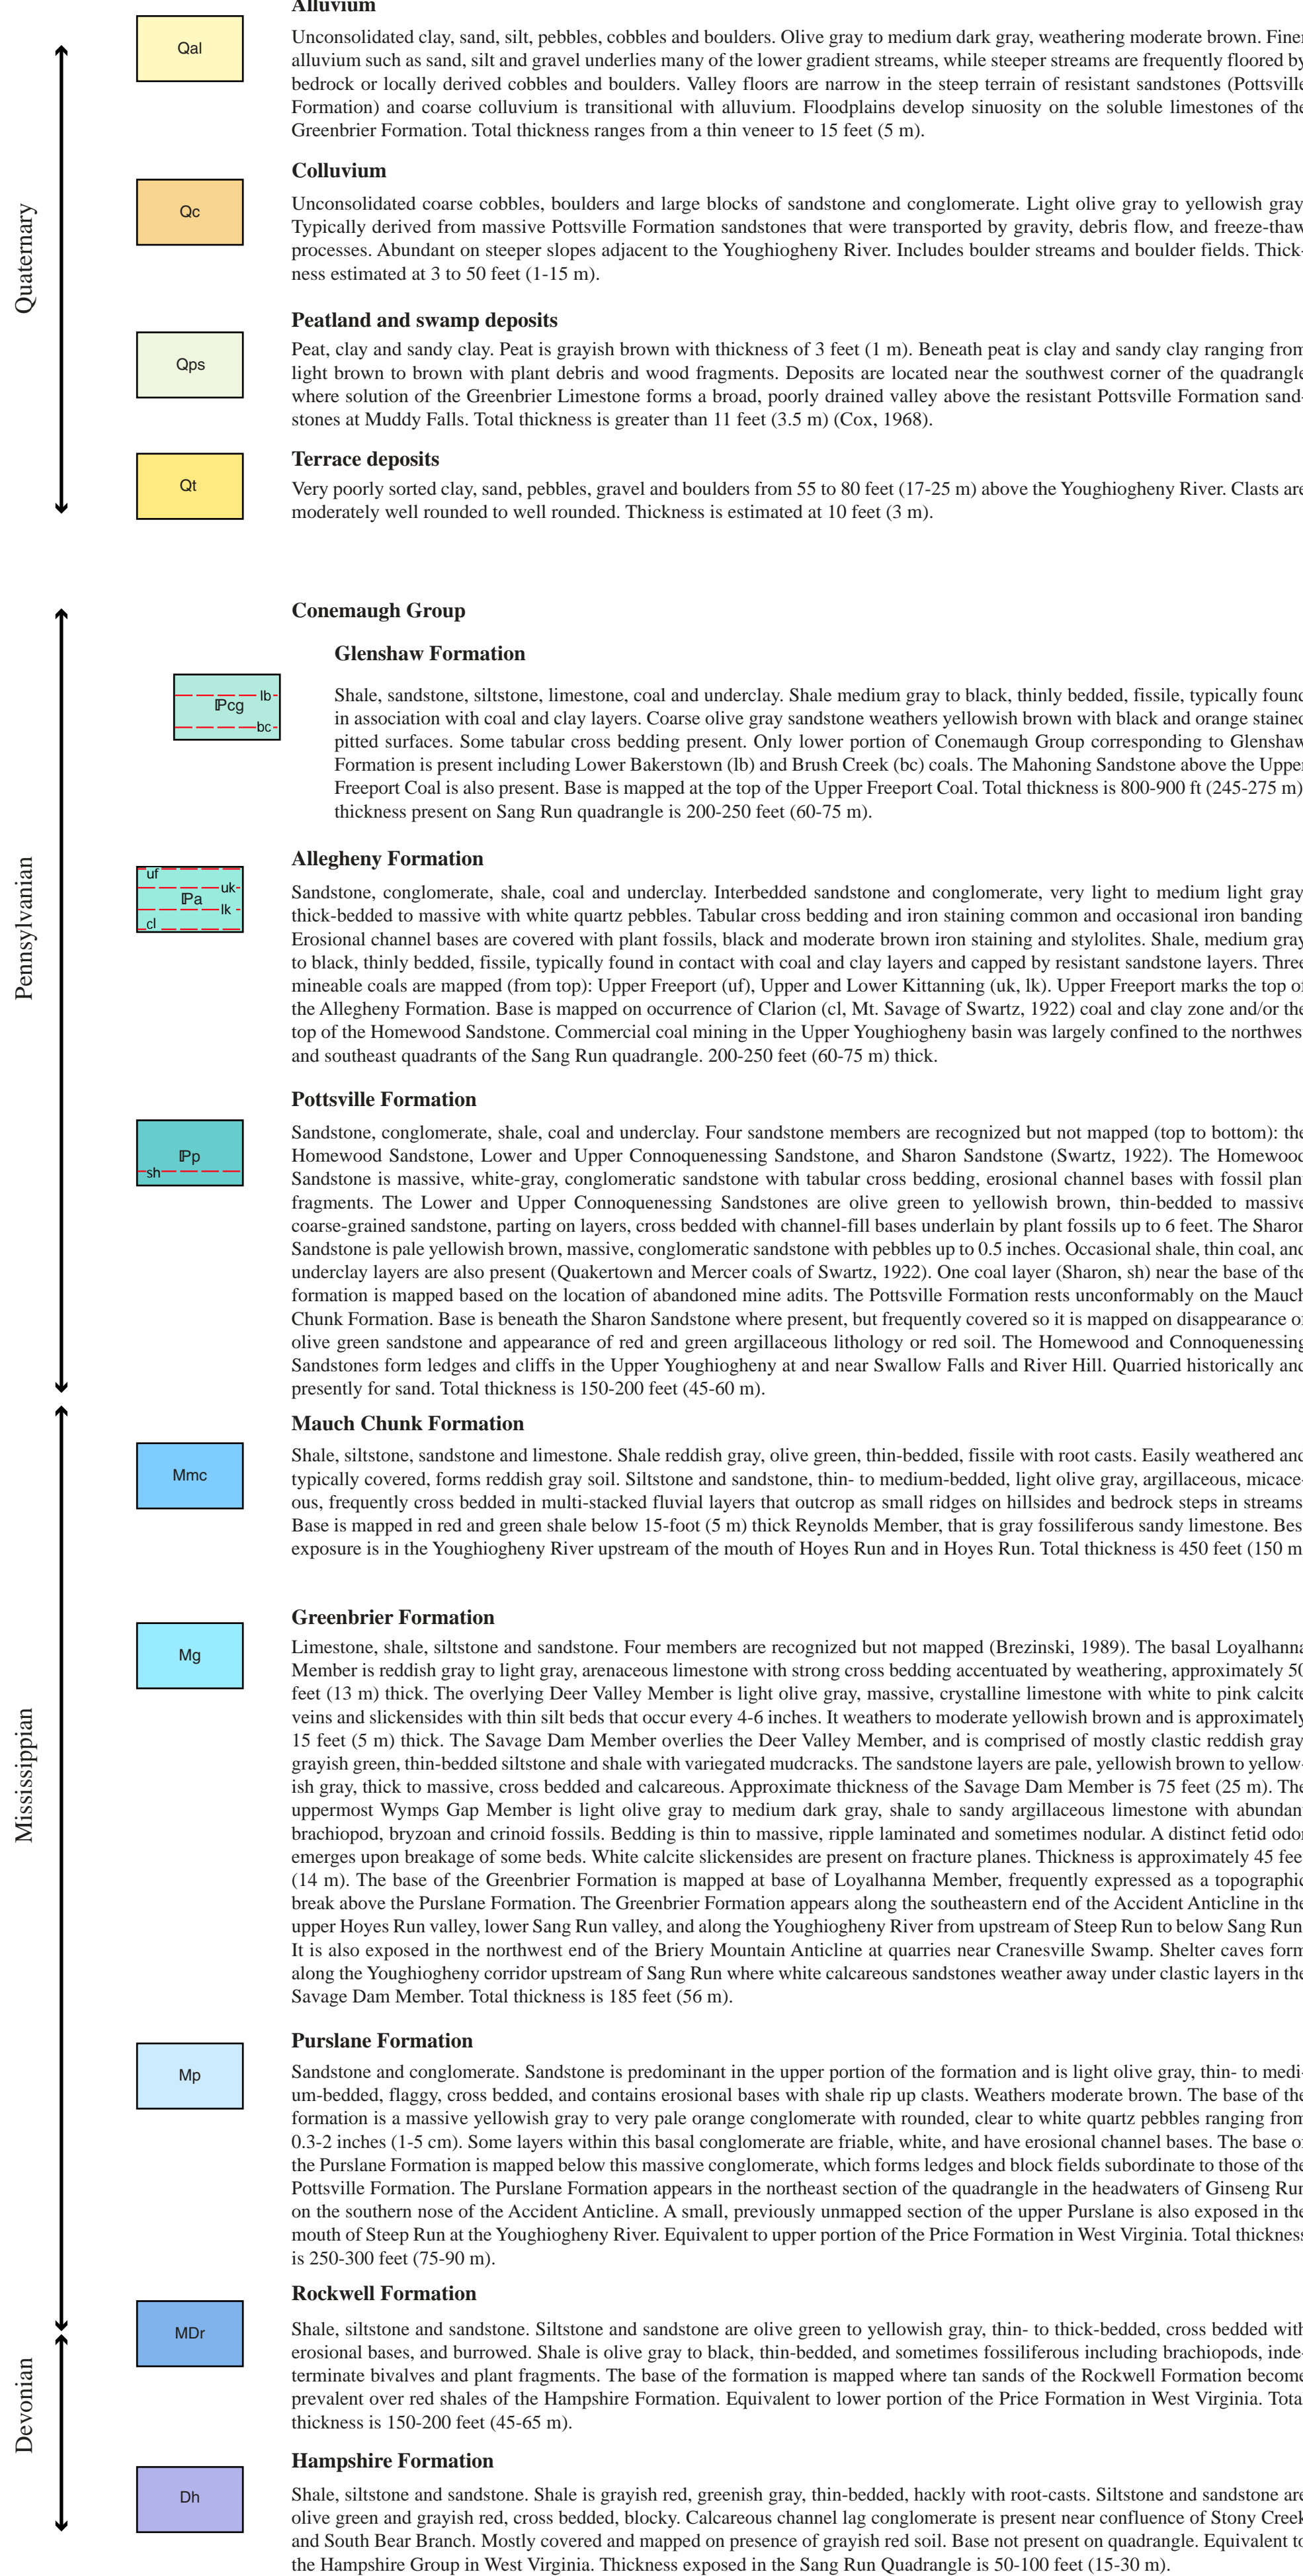 Alluvium
Qal
Unconsolidated clay, sand, silt, pebbles, cobbles and boulders. Olive gray to medium dark gray, weathering moderate brown. Finer
alluvium such as sand, silt and gravel underlies many of the lower gradient streams, while steeper streams are frequently floored by
bedrock or locally derived cobbles and boulders. Valley floors are narrow in the steep terrain of resistant sandstones (Pottsville
Formation) and coarse colluvium is transitional with alluvium. Floodplains develop sinuosity on the soluble limestones of the
Greenbrier Formation. Total thickness ranges from a thin veneer to 15 feet (5 m).
Quaternary
Colluvium
Qc
Unconsolidated coarse cobbles, boulders and large blocks of sandstone and conglomerate. Light olive gray to yellowish gray
Typically derived from massive Pottsville Formation sandstones that were transported by gravity, debris flow, and freeze-thaw
processes. Abundant on steeper slopes adjacent to the Youghiogheny River. Includes boulder streams and boulder fields. Thick-
ness estimated at 3 to 50 feet (1-15 m).
Peatland and swamp deposits
Qps
Peat, clay and sandy clay. Peat is grayish brown with thickness of 3 feet (1 m). Beneath peat is clay and sandy clay ranging from
light brown to brown with plant debris and wood fragments. Deposits are located near the southwest corner of the quadrangle
where solution of the Greenbrier Limestone forms a broad, poorly drained valley above the resistant Pottsville Formation sand-
stones at Muddy Falls. Total thickness is greater than 11 feet (3.5 m) (Cox, 1968).
Terrace deposits
Qt
Very poorly sorted clay, sand, pebbles, gravel and boulders from 55 to 80 feet (17-25 m) above the Youghiogheny River. Clasts are
moderately well rounded to well rounded. Thickness is estimated at 10 feet (3 m).
Pennsylvanian
Conemaugh Group
Glenshaw Formation
lb
ℙcg
bc
Shale, sandstone, siltstone, limestone, coal and underclay. Shale medium gray to black, thinly bedded, fissile, typically found
in association with coal and clay layers. Coarse olive gray sandstone weathers yellowish brown with black and orange stained
pitted surfaces. Some tabular cross bedding present. Only lower portion of Conemaugh Group corresponding to Glenshaw
Formation is present including Lower Bakerstown (lb) and Brush Creek (bc) coals. The Mahoning Sandstone above the Upper
Freeport Coal is also present. Base is mapped at the top of the Upper Freeport Coal. Total thickness is 800-900 ft (245-275 m)
thickness present on Sang Run quadrangle is 200-250 feet (60-75 m).
Allegheny Formation
uf
uk
ℙa
lk
cl
Sandstone, conglomerate, shale, coal and underclay. Interbedded sandstone and conglomerate, very light to medium light gray
thick-bedded to massive with white quartz pebbles. Tabular cross bedding and iron staining common and occasional iron banding
Erosional channel bases are covered with plant fossils, black and moderate brown iron staining and stylolites. Shale, medium gray
to black, thinly bedded, fissile, typically found in contact with coal and clay layers and capped by resistant sandstone layers. Three
mineable coals are mapped (from top): Upper Freeport (uf), Upper and Lower Kittanning (uk, lk). Upper Freeport marks the top of
the Allegheny Formation. Base is mapped on occurrence of Clarion (cl, Mt. Savage of Swartz, 1922) coal and clay zone and/or the
top of the Homewood Sandstone. Commercial coal mining in the Upper Youghiogheny basin was largely confined to the northwes
and southeast quadrants of the Sang Run quadrangle. 200-250 feet (60-75 m) thick.
Pottsville Formation
ℙp
sh
Sandstone, conglomerate, shale, coal and underclay. Four sandstone members are recognized but not mapped (top to bottom): the
Homewood Sandstone, Lower and Upper Connoquenessing Sandstone, and Sharon Sandstone (Swartz, 1922). The Homewood
Sandstone is massive, white-gray, conglomeratic sandstone with tabular cross bedding, erosional channel bases with fossil plan
fragments. The Lower and Upper Connoquenessing Sandstones are olive green to yellowish brown, thin-bedded to massive
coarse-grained sandstone, parting on layers, cross bedded with channel-fill bases underlain by plant fossils up to 6 feet. The Sharon
Sandstone is pale yellowish brown, massive, conglomeratic sandstone with pebbles up to 0.5 inches. Occasional shale, thin coal, and
underclay layers are also present (Quakertown and Mercer coals of Swartz, 1922). One coal layer (Sharon, sh) near the base of the
formation is mapped based on the location of abandoned mine adits. The Pottsville Formation rests unconformably on the Mauch
Chunk Formation. Base is beneath the Sharon Sandstone where present, but frequently covered so it is mapped on disappearance of
olive green sandstone and appearance of red and green argillaceous lithology or red soil. The Homewood and Connoquenessing
Sandstones form ledges and cliffs in the Upper Youghiogheny at and near Swallow Falls and River Hill. Quarried historically and
presently for sand. Total thickness is 150-200 feet (45-60 m).
Mississippian
Mauch Chunk Formation
Mmc
Shale, siltstone, sandstone and limestone. Shale reddish gray, olive green, thin-bedded, fissile with root casts. Easily weathered and
typically covered, forms reddish gray soil. Siltstone and sandstone, thin- to medium-bedded, light olive gray, argillaceous, micace-
ous, frequently cross bedded in multi-stacked fluvial layers that outcrop as small ridges on hillsides and bedrock steps in streams
Base is mapped in red and green shale below 15-foot (5 m) thick Reynolds Member, that is gray fossiliferous sandy limestone. Bes
exposure is in the Youghiogheny River upstream of the mouth of Hoyes Run and in Hoyes Run. Total thickness is 450 feet (150 m
Greenbrier Formation
Mg
Limestone, shale, siltstone and sandstone. Four members are recognized but not mapped (Brezinski, 1989). The basal Loyalhanna
Member is reddish gray to light gray, arenaceous limestone with strong cross bedding accentuated by weathering, approximately 50
feet (13 m) thick. The overlying Deer Valley Member is light olive gray, massive, crystalline limestone with white to pink calcite
veins and slickensides with thin silt beds that occur every 4-6 inches. It weathers to moderate yellowish brown and is approximately
15 feet (5 m) thick. The Savage Dam Member overlies the Deer Valley Member, and is comprised of mostly clastic reddish gray
grayish green, thin-bedded siltstone and shale with variegated mudcracks. The sandstone layers are pale, yellowish brown to yellow-
ish gray, thick to massive, cross bedded and calcareous. Approximate thickness of the Savage Dam Member is 75 feet (25 m). The
uppermost Wymps Gap Member is light olive gray to medium dark gray, shale to sandy argillaceous limestone with abundan
brachiopod, bryzoan and crinoid fossils. Bedding is thin to massive, ripple laminated and sometimes nodular. A distinct fetid odor
emerges upon breakage of some beds. White calcite slickensides are present on fracture planes. Thickness is approximately 45 fee
(14 m). The base of the Greenbrier Formation is mapped at base of Loyalhanna Member, frequently expressed as a topographic
break above the Purslane Formation. The Greenbrier Formation appears along the southeastern end of the Accident Anticline in the
upper Hoyes Run valley, lower Sang Run valley, and along the Youghiogheny River from upstream of Steep Run to below Sang Run
It is also exposed in the northwest end of the Briery Mountain Anticline at quarries near Cranesville Swamp. Shelter caves form
along the Youghiogheny corridor upstream of Sang Run where white calcareous sandstones weather away under clastic layers in the
Savage Dam Member. Total thickness is 185 feet (56 m).
Purslane Formation
Mp
Sandstone and conglomerate. Sandstone is predominant in the upper portion of the formation and is light olive gray, thin- to medi-
um-bedded, flaggy, cross bedded, and contains erosional bases with shale rip up clasts. Weathers moderate brown. The base of the
formation is a massive yellowish gray to very pale orange conglomerate with rounded, clear to white quartz pebbles ranging from
0.3-2 inches (1-5 cm). Some layers within this basal conglomerate are friable, white, and have erosional channel bases. The base of
the Purslane Formation is mapped below this massive conglomerate, which forms ledges and block fields subordinate to those of the
Pottsville Formation. The Purslane Formation appears in the northeast section of the quadrangle in the headwaters of Ginseng Run
on the southern nose of the Accident Anticline. A small, previously unmapped section of the upper Purslane is also exposed in the
mouth of Steep Run at the Youghiogheny River. Equivalent to upper portion of the Price Formation in West Virginia. Total thickness
is 250-300 feet (75-90 m).
Devonian
Rockwell Formation
MDr
Shale, siltstone and sandstone. Siltstone and sandstone are olive green to yellowish gray, thin- to thick-bedded, cross bedded with
erosional bases, and burrowed. Shale is olive gray to black, thin-bedded, and sometimes fossiliferous including brachiopods, inde-
terminate bivalves and plant fragments. The base of the formation is mapped where tan sands of the Rockwell Formation become
prevalent over red shales of the Hampshire Formation. Equivalent to lower portion of the Price Formation in West Virginia. Tota
thickness is 150-200 feet (45-65 m).
Hampshire Formation
Dh
Shale, siltstone and sandstone. Shale is grayish red, greenish gray, thin-bedded, hackly with root-casts. Siltstone and sandstone are
olive green and grayish red, cross bedded, blocky. Calcareous channel lag conglomerate is present near confluence of Stony Creek
and South Bear Branch. Mostly covered and mapped on presence of grayish red soil. Base not present on quadrangle. Equivalent to
the Hampshire Group in West Virginia. Thickness exposed in the Sang Run Quadrangle is 50-100 feet (15-30 m).